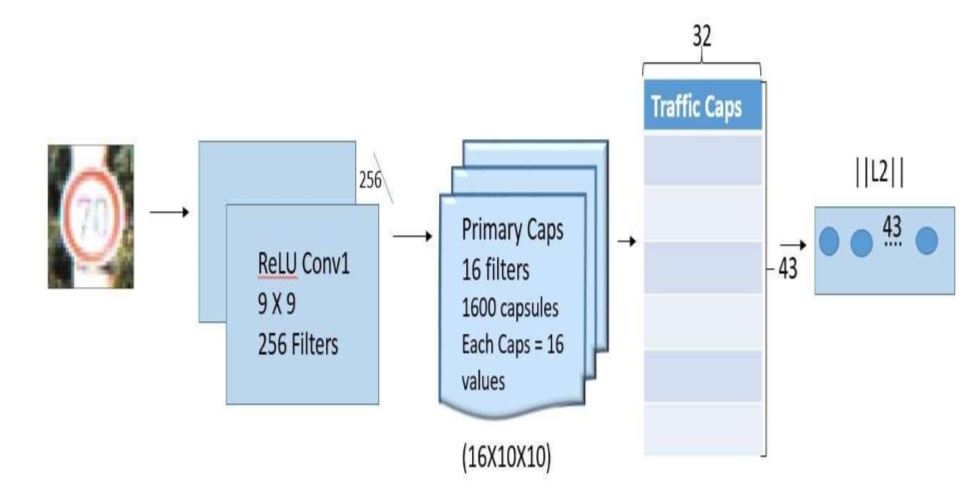 70
256
ReLU Conv1
9 X 9
256 Filters
Primary Caps
16 filters
1600 capsules
Each Caps = 16
values
(16X10X10)
32
Traffic Caps
43
||L2||
43
....